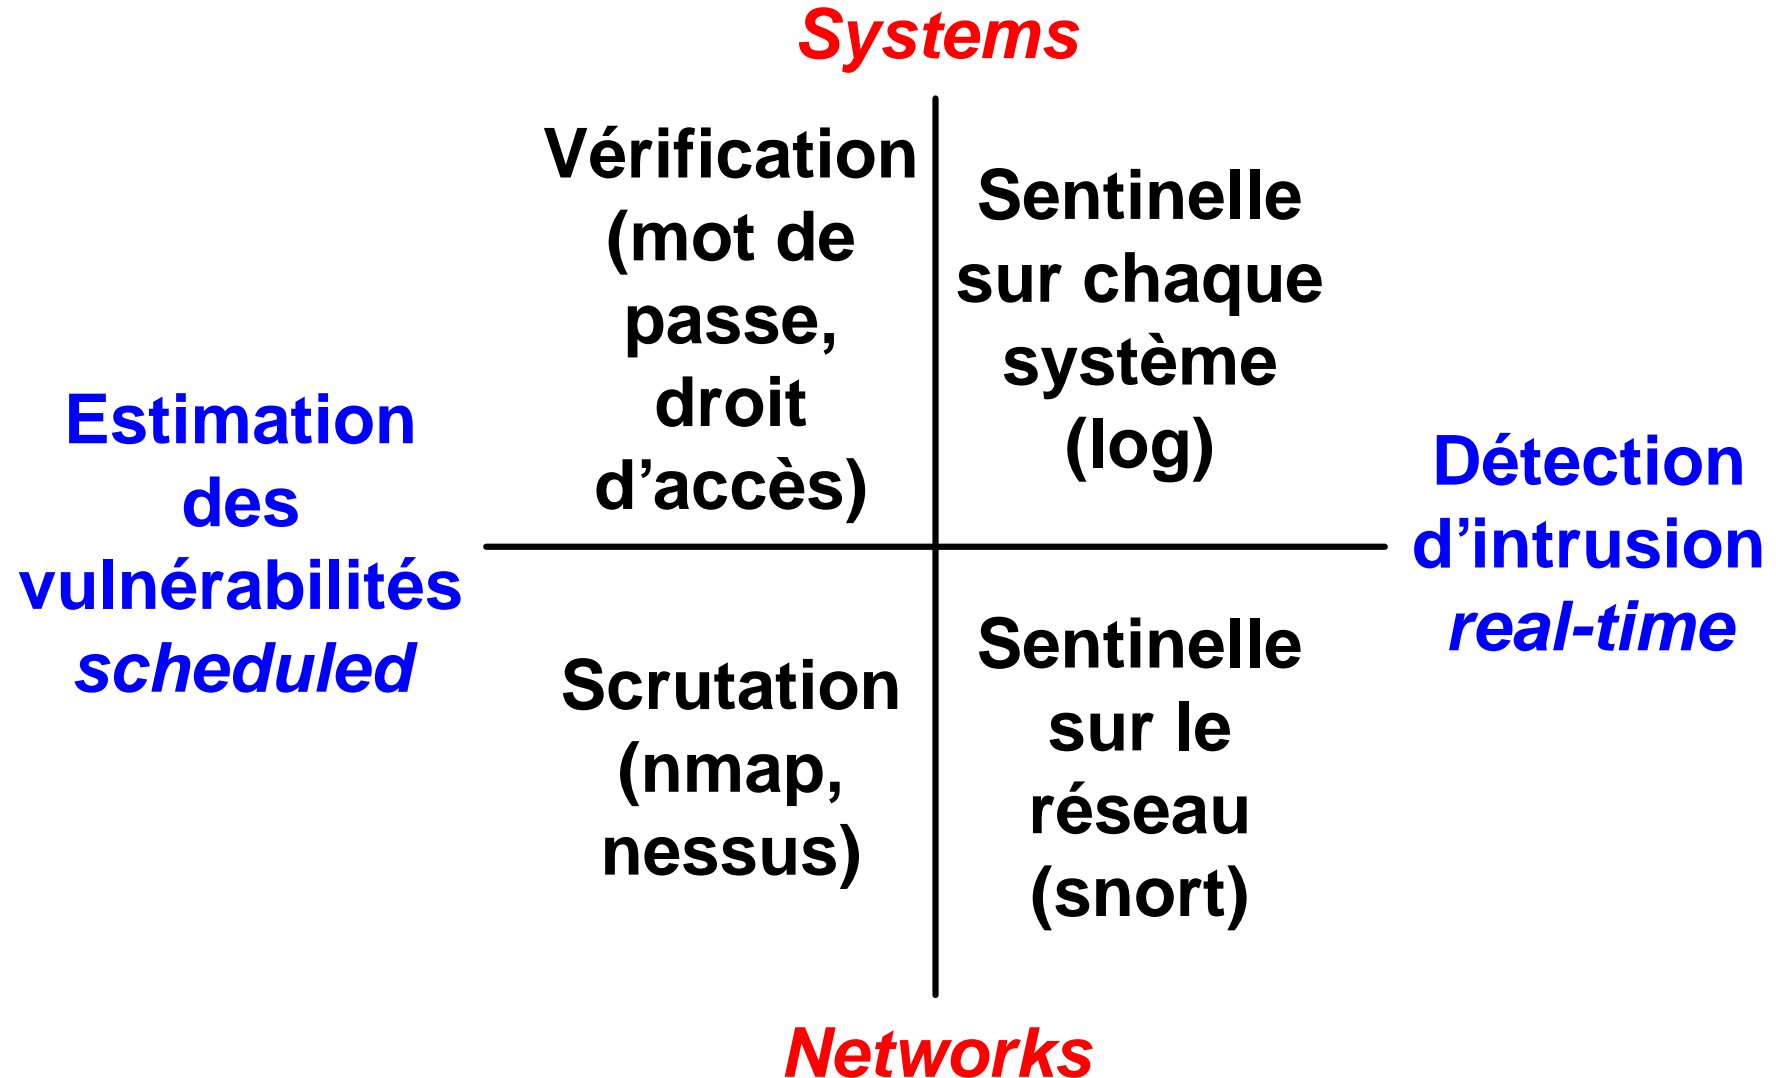 Systems
Vérification
(mot de
passe,
droit
d’accès)
Sentinelle
sur chaque
système
(log)
Estimation
des
vulnérabilités
scheduled
Détection
d’intrusion
real-time
Scrutation
(nmap,
nessus)
Sentinelle
sur le
réseau
(snort)
Networks